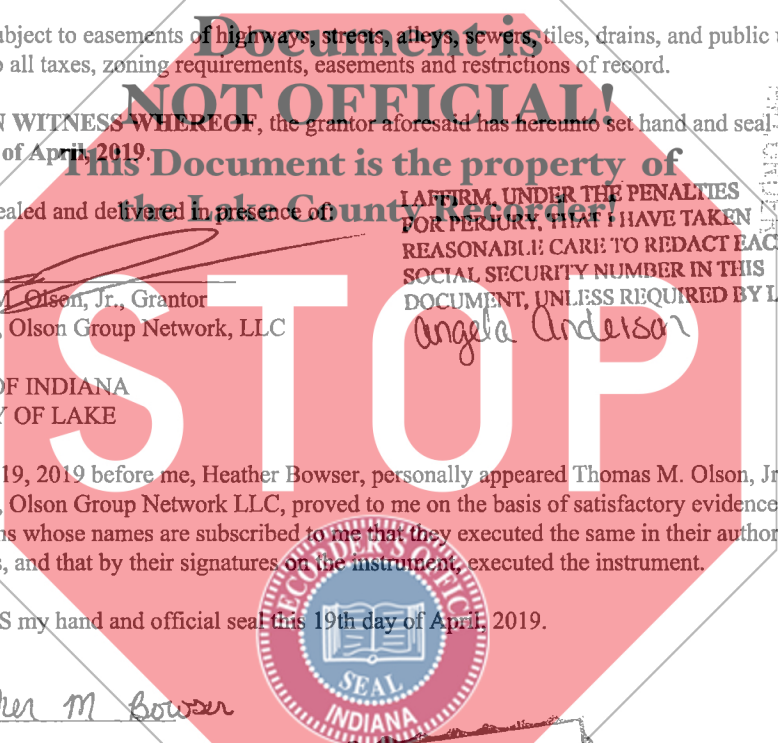 Document is
bject to easements of highways, streets, alleys, sewers, tiles, drains, and public
all taxes, zoning requirements, easements and restrictions of record.
NOT OFFICIAL!
WITNESS WHEREOF, the grantor aforesaid has hereunto set hand and seal
of April, 2019.
This Document is the property of
the Lake County Recorder!
ealed and delivered in presence of:
I AFFIRM, UNDER THE PENALTIES
FOR PERJURY, THAT I HAVE TAKEN
REASONABLE CARE TO REDACT EAC
SOCIAL SECURITY NUMBER IN THIS
DOCUMENT, UNLESS REQUIRED BY L
Angela Anderson
M. Olson, Jr., Grantor
, Olson Group Network, LLC
STOP
OF INDIANA
Y OF LAKE
19, 2019 before me, Heather Bowser, personally appeared Thomas M. Olson, Jr
, Olson Group Network LLC, proved to me on the basis of satisfactory evidence
ns whose names are subscribed to me that they executed the same in their author
s, and that by their signatures on the instrument, executed the instrument.
S my hand and official seal this 19th day of April, 2019.
RECORDER'S OFFIC
SEAL
INDIANA
her M Bowser